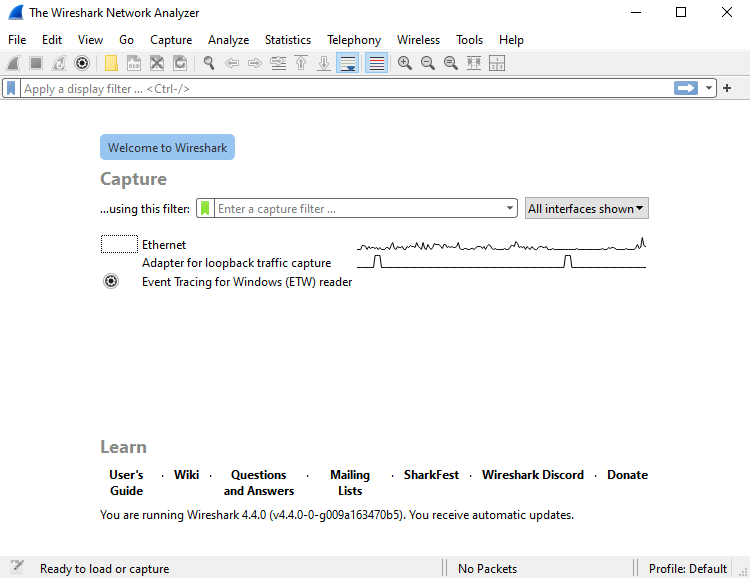 The Wireshark Network Analyzer
File Edit View Go Capture Analyze Statistics Telephony Wireless Tools Help
Apply a display filter ... <Ctrl-/>
Welcome to Wireshark
Capture
...using this filter: Enter a capture filter ... All interfaces shown
Ethernet
Adapter for loopback traffic capture
Event Tracing for Windows (ETW) reader
Learn
User's Guide · Wiki · Questions and Answers · Mailing Lists · SharkFest · Wireshark Discord · Donate
You are running Wireshark 4.4.0 (v4.4.0-0-g009a163470b5). You receive automatic updates.
Ready to load or capture No Packets Profile: Default